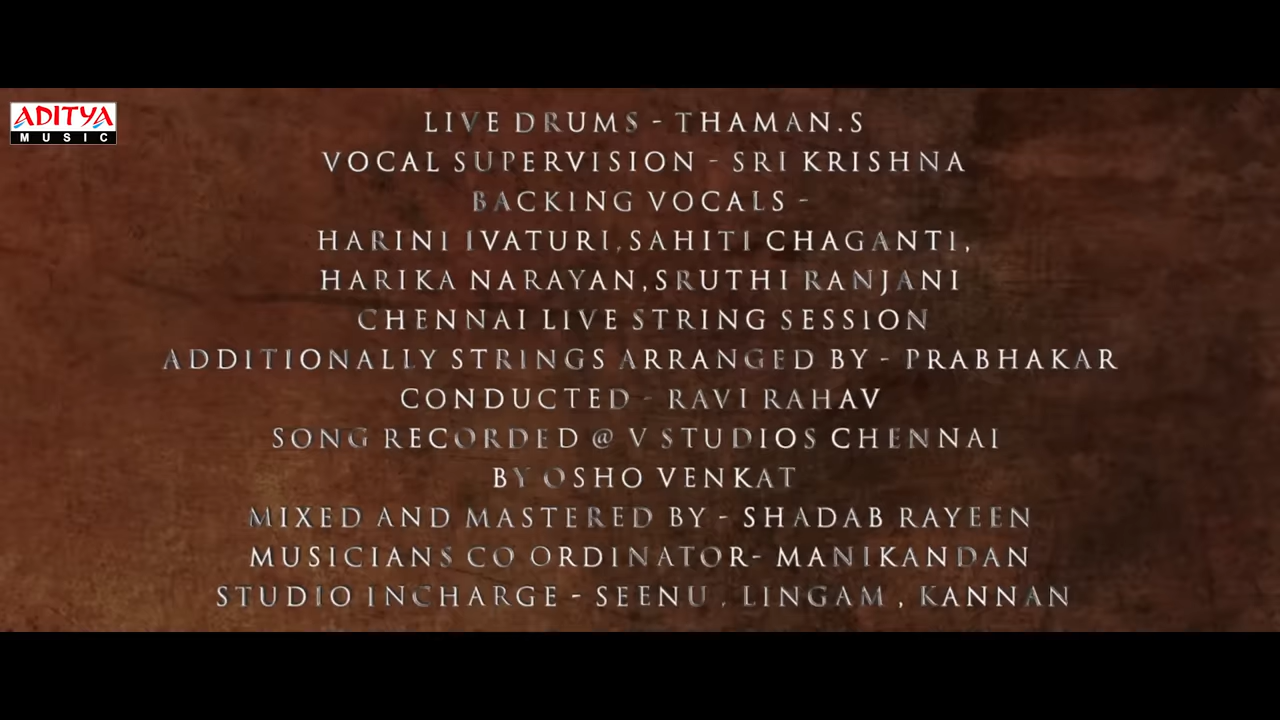 ADITYA
MUSIC
LIVE DRUMS - THAMAN.S
VOCAL SUPERVISION - SRI KRISHNA
BACKING VOCALS -
HARINI IVATURI,SAHITI CHAGANTI,
HARIKA NARAYAN,SRUTHI RANJANI
CHENNAI LIVE STRING SESSION
ADDITIONALLY STRINGS ARRANGED BY - PRABHAKAR
CONDUCTED - RAVI RAHAV
SONG RECORDED @ V STUDIOS CHENNAI
BY OSHO VENKAT
MIXED AND MASTERED BY - SHADAB RAYEEN
MUSICIANS CO ORDINATOR- MANIKANDAN
STUDIO INCHARGE - SEENU , LINGAM , KANNAN